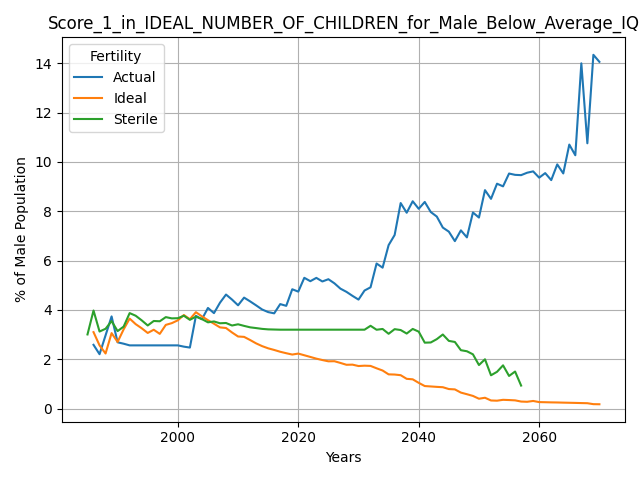 Score_1_in_IDEAL_NUMBER_OF_CHILDREN_for_Male_Below_Average_IQ
Fertility
Actual
Ideal
Sterile
% of Male Population
14
12
10
8
6
4
2
0
2000
2020
2040
2060
Years